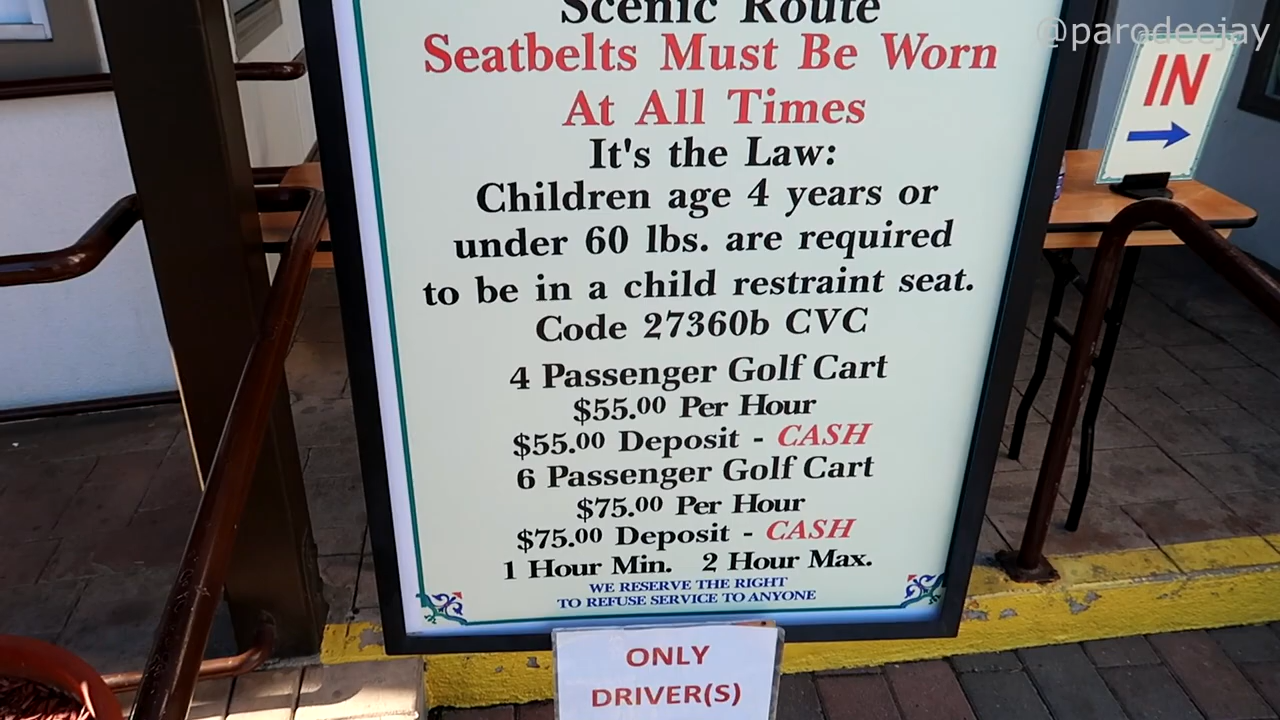 Scenic Route
Seatbelts Must Be Worn
At All Times
It's the Law:
Children age 4 years or
under 60 lbs. are required
to be in a child restraint seat.
Code 27360b CVC
4 Passenger Golf Cart
$55.00 Per Hour
$55.00 Deposit - CASH
6 Passenger Golf Cart
$75.00 Per Hour
$75.00 Deposit - CASH
1 Hour Min. 2 Hour Max.
WE RESERVE THE RIGHT
TO REFUSE SERVICE TO ANYONE
ONLY
DRIVER(S)
IN
@parodeejay